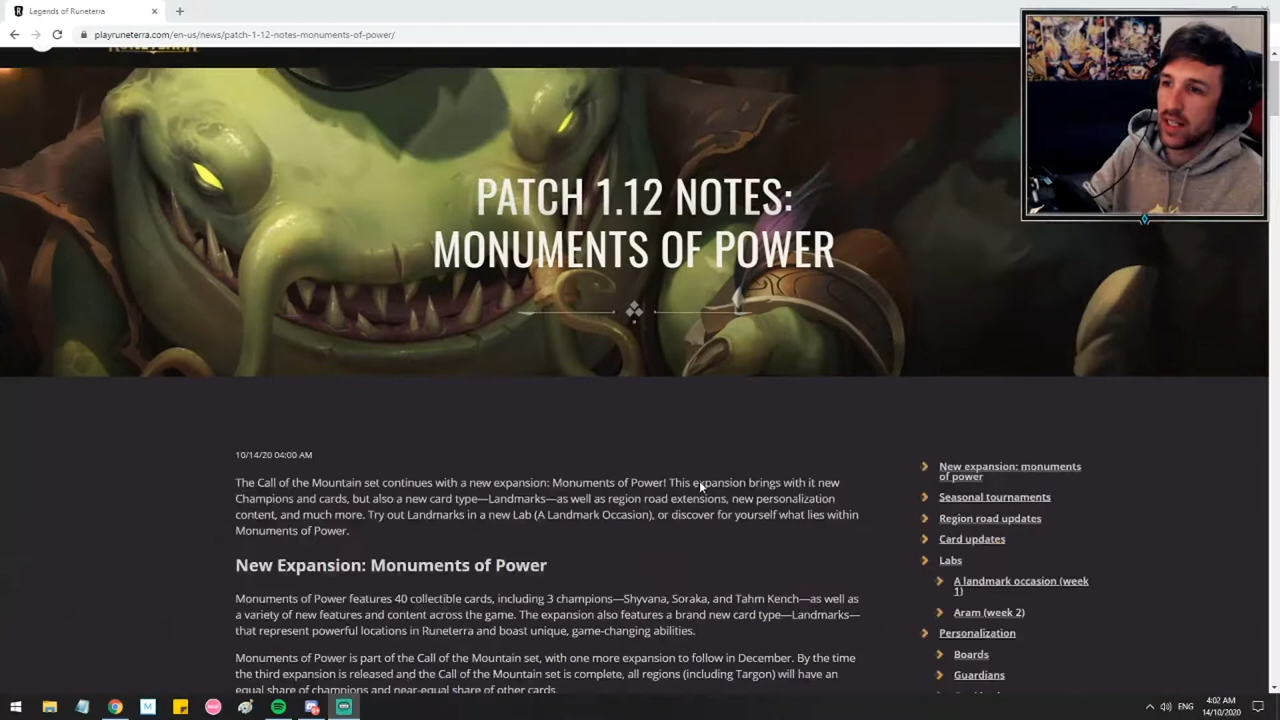 Legends of Runeterra
playruneterra.com/en-us/news/patch-1-12-notes-monuments-of-power/
PATCH 1.12 NOTES:
MONUMENTS OF POWER
10/14/20 04:00 AM
The Call of the Mountain set continues with a new expansion: Monuments of Power! This expansion brings with it new
Champions and cards, but also a new card type—Landmarks—as well as region road extensions, new personalization
content, and much more. Try out Landmarks in a new Lab (A Landmark Occasion), or discover for yourself what lies within
Monuments of Power.
New Expansion: Monuments of Power
Monuments of Power features 40 collectible cards, including 3 champions—Shyvana, Soraka, and Tahm Kench—as well as
a variety of new features and content across the game. The expansion also features a brand new card type—Landmarks—
that represent powerful locations in Runeterra and boast unique, game-changing abilities.
Monuments of Power is part of the Call of the Mountain set, with one more expansion to follow in December. By the time
the third expansion is released and the Call of the Mountain set is complete, all regions (including Targon) will have an
equal share of champions and near-equal share of other cards.
New expansion: monuments
of power
Seasonal tournaments
Region road updates
Card updates
Labs
A landmark occasion (week
1)
Aram (week 2)
Personalization
Boards
Guardians
ENG
4:02 AM
14/10/2020